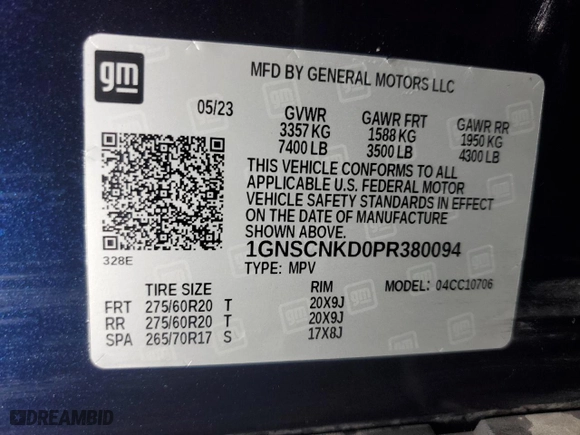 gm
MFD BY GENERAL MOTORS LLC
05/23
GVWR GAWR FRT GAWR RR
3357 KG 1588 KG 1950 KG
7400 LB 3500 LB 4300 LB
THIS VEHICLE CONFORMS TO ALL
APPLICABLE U.S. FEDERAL MOTOR
VEHICLE SAFETY STANDARDS IN EFFECT
ON THE DATE OF MANUFACTURE
SHOWN ABOVE.
328E
1GNSCNKD0PR380094
TYPE: MPV MODEL: 04CC10706
TIRE SIZE RIM
FRT 275/60R20 T 20X9J
RR 275/60R20 T 20X9J
SPA 265/70R17 S 17X8J
DREAMBID